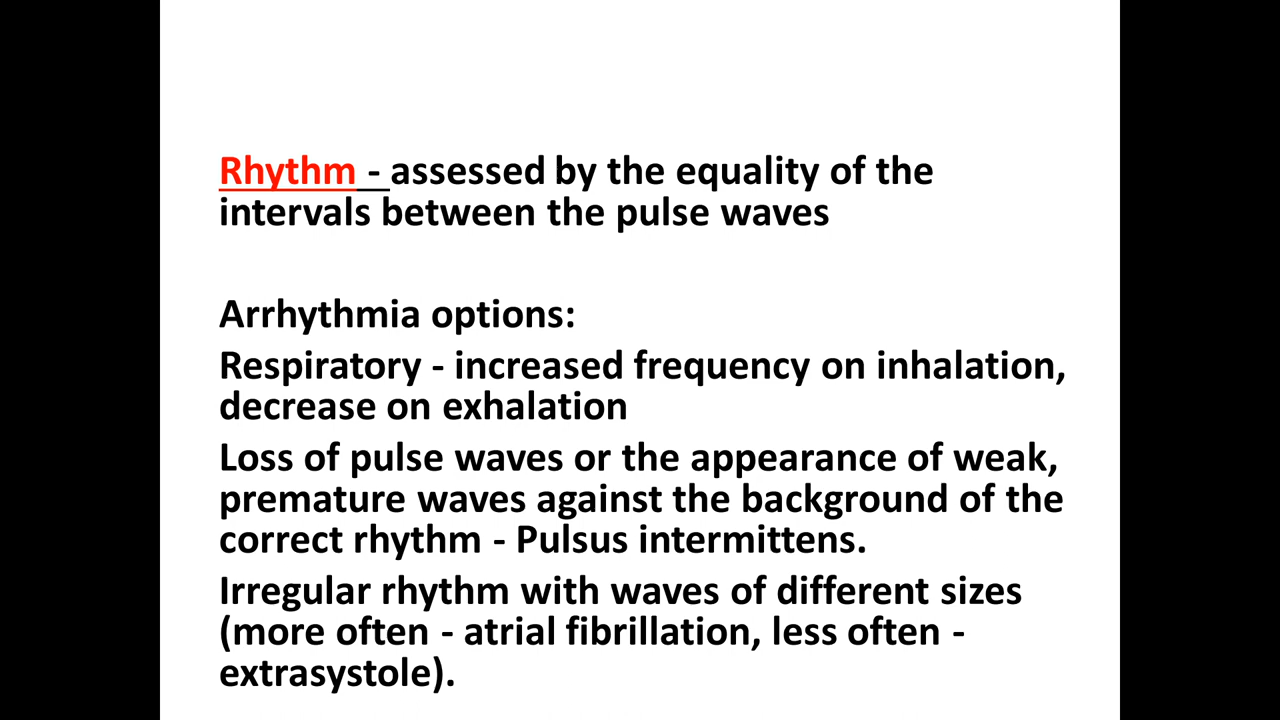 Rhythm - assessed by the equality of the
intervals between the pulse waves
Arrhythmia options:
Respiratory - increased frequency on inhalation,
decrease on exhalation
Loss of pulse waves or the appearance of weak,
premature waves against the background of the
correct rhythm - Pulsus intermittens.
Irregular rhythm with waves of different sizes
(more often - atrial fibrillation, less often -
extrasystole).